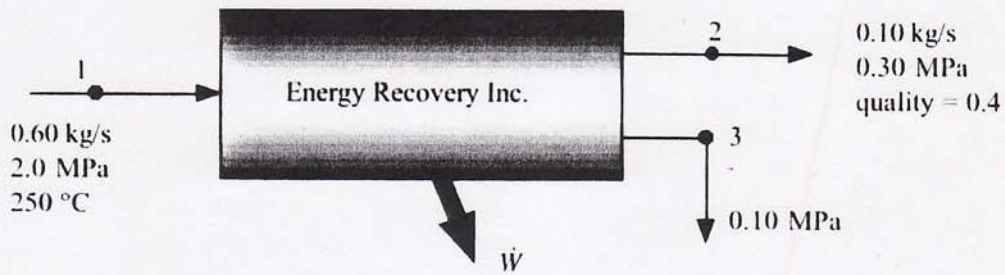 1
0.60 kg/s
2.0 MPa
250 °C
Energy Recovery Inc.
2
0.10 kg/s
0.30 MPa
quality = 0.4
3
0.10 MPa
Ẇ